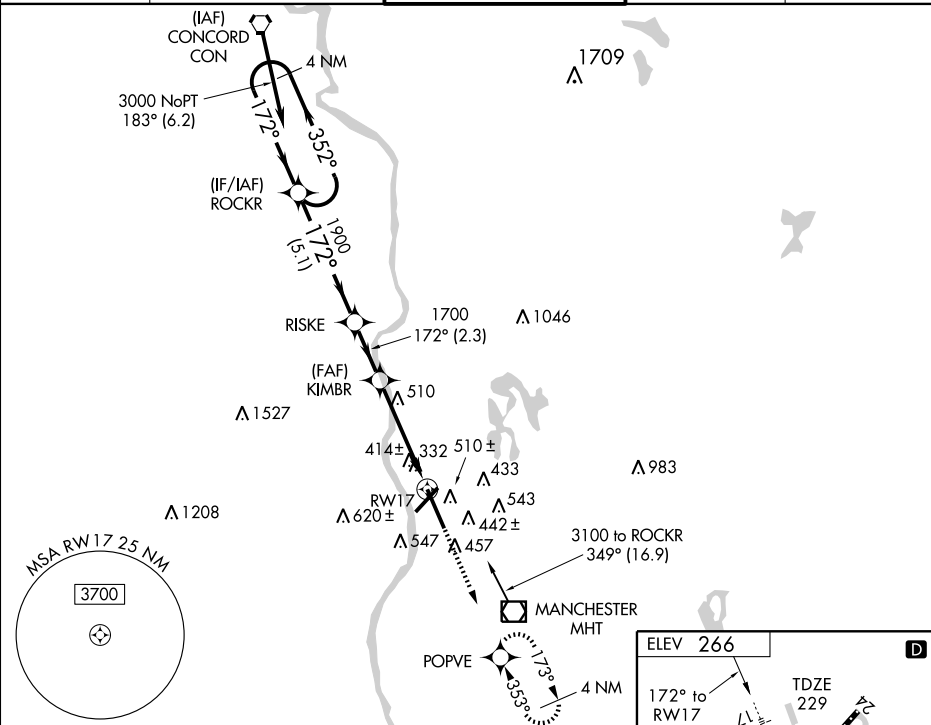 (IAF)
CONCORD
CON
4 NM
1709
3000 NoPT
183° (6.2)
172°
352°
(IF/IAF)
ROCKR
1900
172°
(5.1)
RISKE
1700
172° (2.3)
1046
(FAF)
KIMBR
510
1527
414±
332
510 ±
433
983
RW17
543
1208
620 ±
442 ±
547
457
3100 to ROCKR
349° (16.9)
MSA RW17 25 NM
3700
MANCHESTER
MHT
POPVE
173°
353°
4 NM
ELEV 266
D
172° to
RW17
TDZE
229
17
24